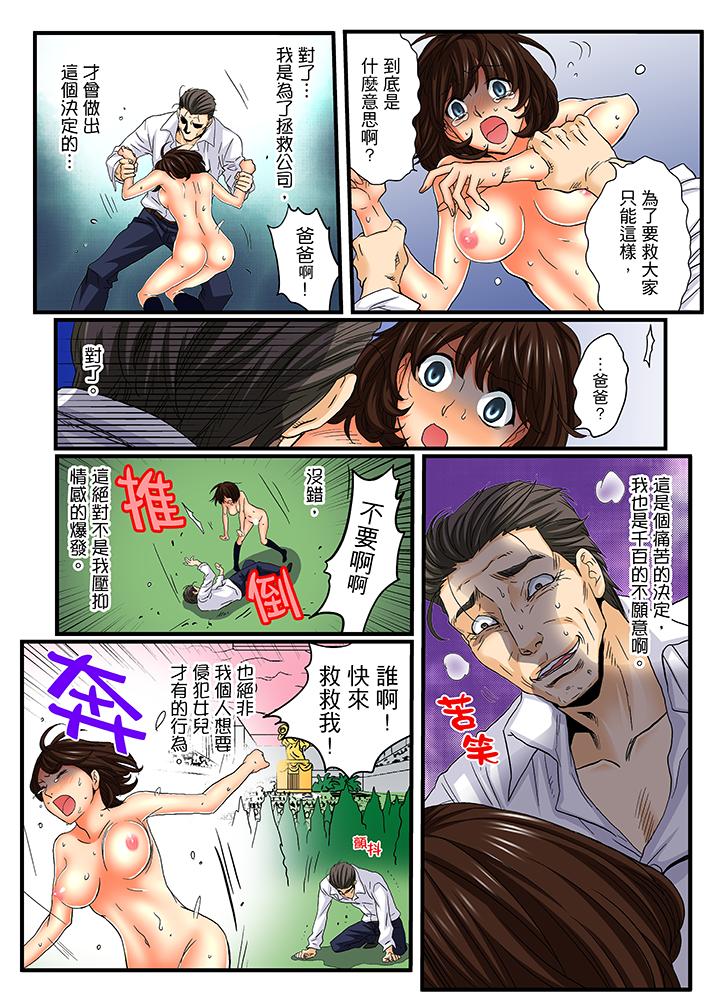 到底是
什麼意思啊?
為了要救大家
只能這樣,
對了…
我是為了拯救公司,
才會做出
這個決定的…
爸爸啊!
…爸爸?
對了。
這是個痛苦的決定,
我也是千百的不願意啊。
苦笑
不要啊啊
沒錯,
推
倒
這絕對不是我壓抑
情感的爆發。
誰啊!
快來
救救我!
顫抖
也絕非
我個人想要
侵犯女兒
才有的行為。